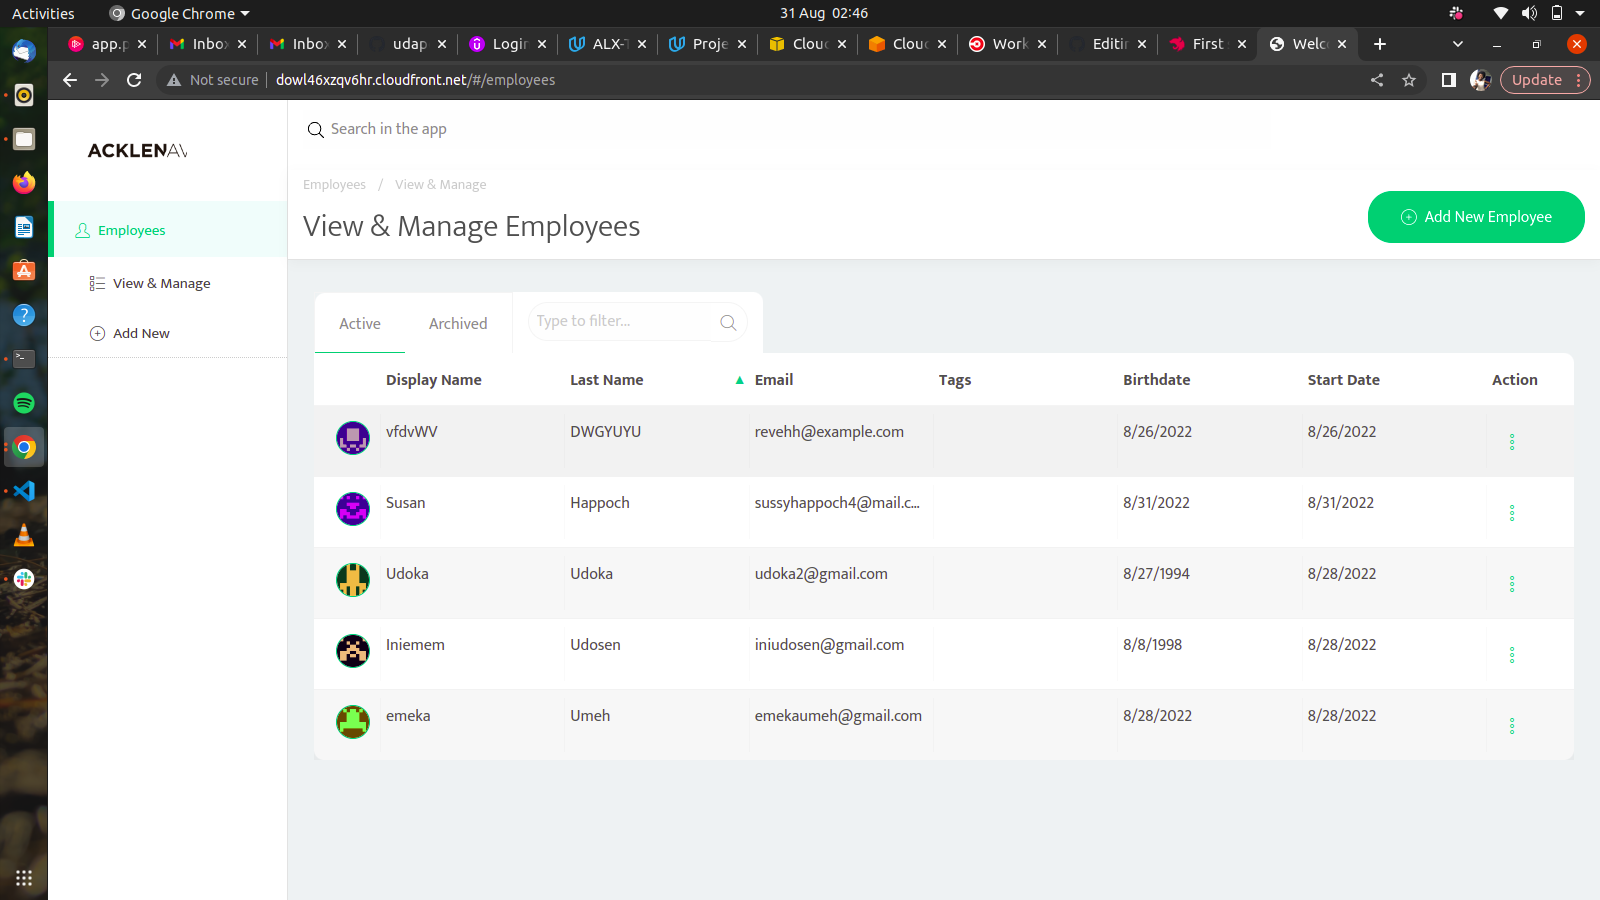 Activities
Google Chrome
31 Aug 02:46
app.p
Inbox
Inbox
udap
Login
ALX-T
Proje
Cloud
Cloud
Work
Editin
First
Welc
Not secure
dowl46xzqv6hr.cloudfront.net/#/employees
Update
ACKLENAV
Search in the app
Employees / View & Manage
View & Manage Employees
Add New Employee
Employees
View & Manage
Add New
Active
Archived
Type to filter...
Display Name Last Name Email Tags Birthdate Start Date Action
vfdvWV DWGYUYU revehh@example.com 8/26/2022 8/26/2022
Susan Happoch sussyhappoch4@mail.c... 8/31/2022 8/31/2022
Udoka Udoka udoka2@gmail.com 8/27/1994 8/28/2022
Iniemem Udosen iniudosen@gmail.com 8/8/1998 8/28/2022
emeka Umeh emekaumeh@gmail.com 8/28/2022 8/28/2022